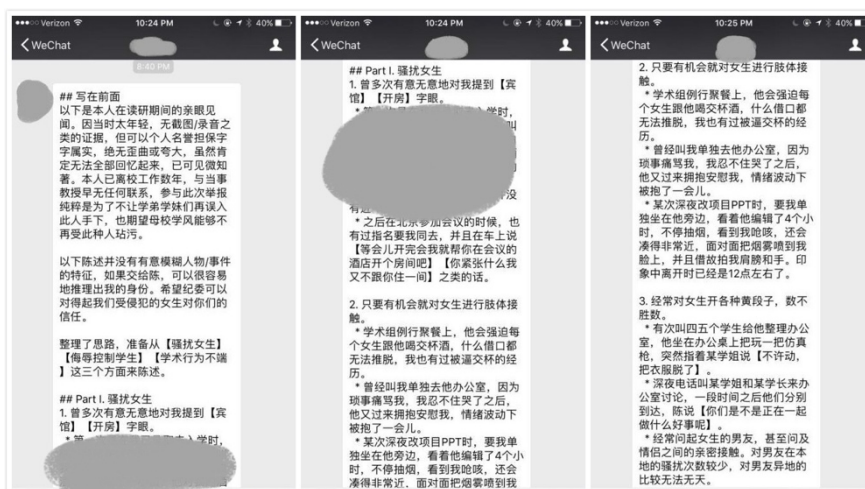 Verizon
10:24 PM
40%
WeChat
8:40 PM
## 写在前面
以下是本人在读研期间的亲眼见
闻。因当时太年轻，无截图/录音之
类的证据，但可以个人名誉担保字
字属实，绝无歪曲或夸大，虽然肯
定无法全部回忆起来，已可见微知
著。本人已离校工作数年，与当事
教授早无任何联系，参与此次举报
纯粹是为了不让学弟学妹们再误入
此人手下，也期望母校学风能够不
再受此种人玷污。
以下陈述并没有有意模糊人物/事件
的特征，如果交给陈，可以很容易
地推理出我的身份。希望纪委可以
对得起我们受侵犯的女生对你们的
信任。
整理了思路，准备从【骚扰女生】
【侮辱控制学生】【学术行为不端
】这三个方面来陈述。
## Part I. 骚扰女生
1. 曾多次有意无意地对我提到【宾
馆】【开房】字眼。
Verizon
10:24 PM
40%
WeChat
## Part I. 骚扰女生
1. 曾多次有意无意地对我提到【宾
馆】【开房】字眼。
* 之后在北京参加会议的时候，也
有过指名要我同去，并且在车上说
【等会儿开完会我就帮你在会议的
酒店开个房间吧】【你紧张什么我
又不跟你住一间】之类的话。
2. 只要有机会就对女生进行肢体接
触。
* 学术组例行聚餐上，他会强迫每
个女生跟他喝交杯酒，什么借口都
无法推脱，我也有过被逼交杯的经
历。
* 曾经叫我单独去他办公室，因为
琐事痛骂我，我忍不住哭了之后，
他又过来拥抱安慰我，情绪波动下
被抱了一会儿。
* 某次深夜改项目PPT时，要我单
独坐在他旁边，看着他编辑了4个小
时，不停抽烟，看到我呛咳，还会
凑得非常近，面对面把烟雾喷到我
Verizon
10:25 PM
40%
WeChat
2. 只要有机会就对女生进行肢体接
触。
* 学术组例行聚餐上，他会强迫每
个女生跟他喝交杯酒，什么借口都
无法推脱，我也有过被逼交杯的经
历。
* 曾经叫我单独去他办公室，因为
琐事痛骂我，我忍不住哭了之后，
他又过来拥抱安慰我，情绪波动下
被抱了一会儿。
* 某次深夜改项目PPT时，要我单
独坐在他旁边，看着他编辑了4个小
时，不停抽烟，看到我呛咳，还会
凑得非常近，面对面把烟雾喷到我
脸上，并且借故拍我肩膀和手。印
象中离开时已经是12点左右了。
3. 经常对女生开各种黄段子，数不
胜数。
* 有次叫四五个学生给他整理办公
室，他坐在办公桌上把玩一把仿真
枪，突然指着某学姐说【不许动，
把衣服脱了】。
* 深夜电话叫某学姐和某学长来办
公室讨论，一段时间之后他们分别
到达，陈说【你们是不是正在一起
做什么好事呢】。
* 经常问起女生的男友，甚至问及
情侣之间的亲密接触。对男友在本
地的骚扰次数较少，对男友异地的
比较无法无天。